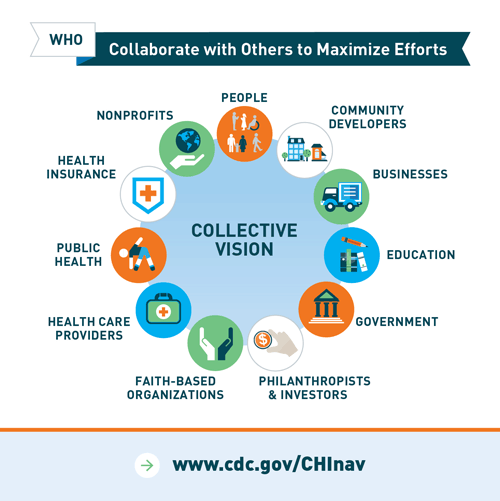 WHO
Collaborate with Others to Maximize Efforts
PEOPLE
NONPROFITS
COMMUNITY
DEVELOPERS
HEALTH
INSURANCE
BUSINESSES
COLLECTIVE
VISION
PUBLIC
HEALTH
EDUCATION
HEALTH CARE
PROVIDERS
GOVERNMENT
FAITH-BASED
ORGANIZATIONS
PHILANTHROPISTS
& INVESTORS
$
www.cdc.gov/CHInav